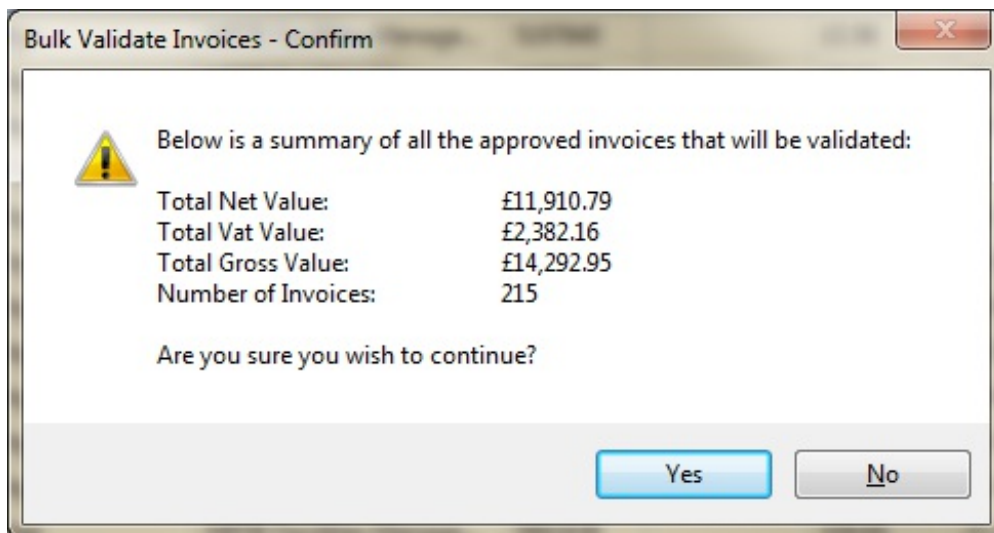 Bulk Validate Invoices - Confirm
Below is a summary of all the approved invoices that will be validated:
Total Net Value: £11,910.79
Total Vat Value: £2,382.16
Total Gross Value: £14,292.95
Number of Invoices: 215
Are you sure you wish to continue?
Yes No